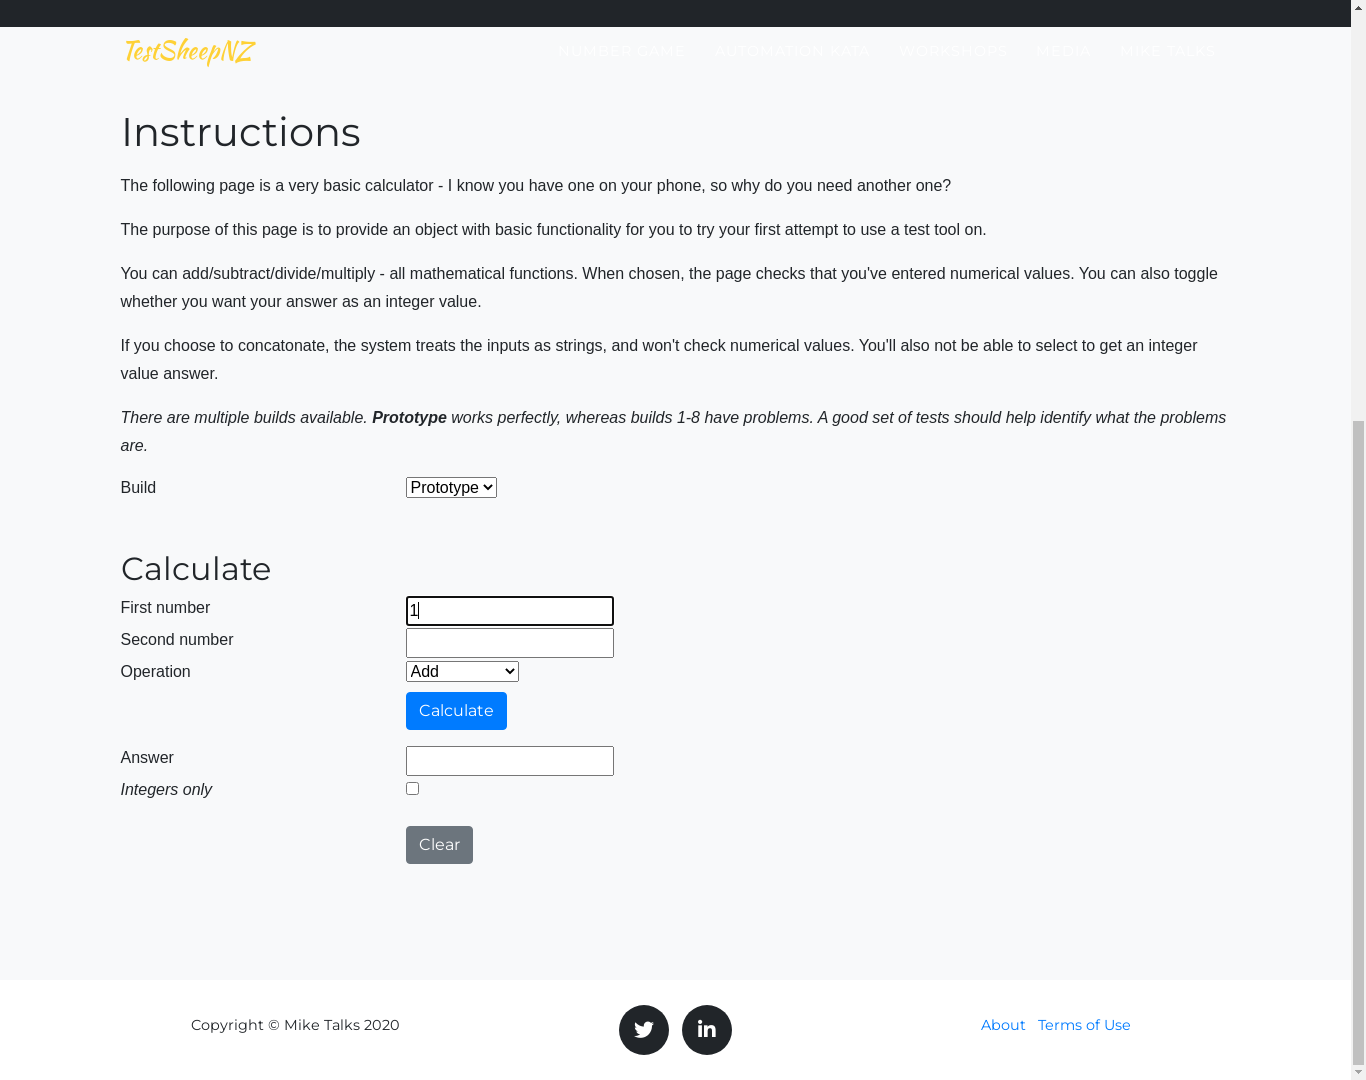 TestSheepNZ
NUMBER GAME AUTOMATION KATA WORKSHOPS MEDIA MIKE TALKS
Instructions
The following page is a very basic calculator - I know you have one on your phone, so why do you need another one?
The purpose of this page is to provide an object with basic functionality for you to try your first attempt to use a test tool on.
You can add/subtract/divide/multiply - all mathematical functions. When chosen, the page checks that you've entered numerical values. You can also toggle
whether you want your answer as an integer value.
If you choose to concatonate, the system treats the inputs as strings, and won't check numerical values. You'll also not be able to select to get an integer
value answer.
There are multiple builds available. Prototype works perfectly, whereas builds 1-8 have problems. A good set of tests should help identify what the problems
are.
Build Prototype
Calculate
First number 1
Second number
Operation Add
Calculate
Answer
Integers only
Clear
Copyright © Mike Talks 2020 About Terms of Use